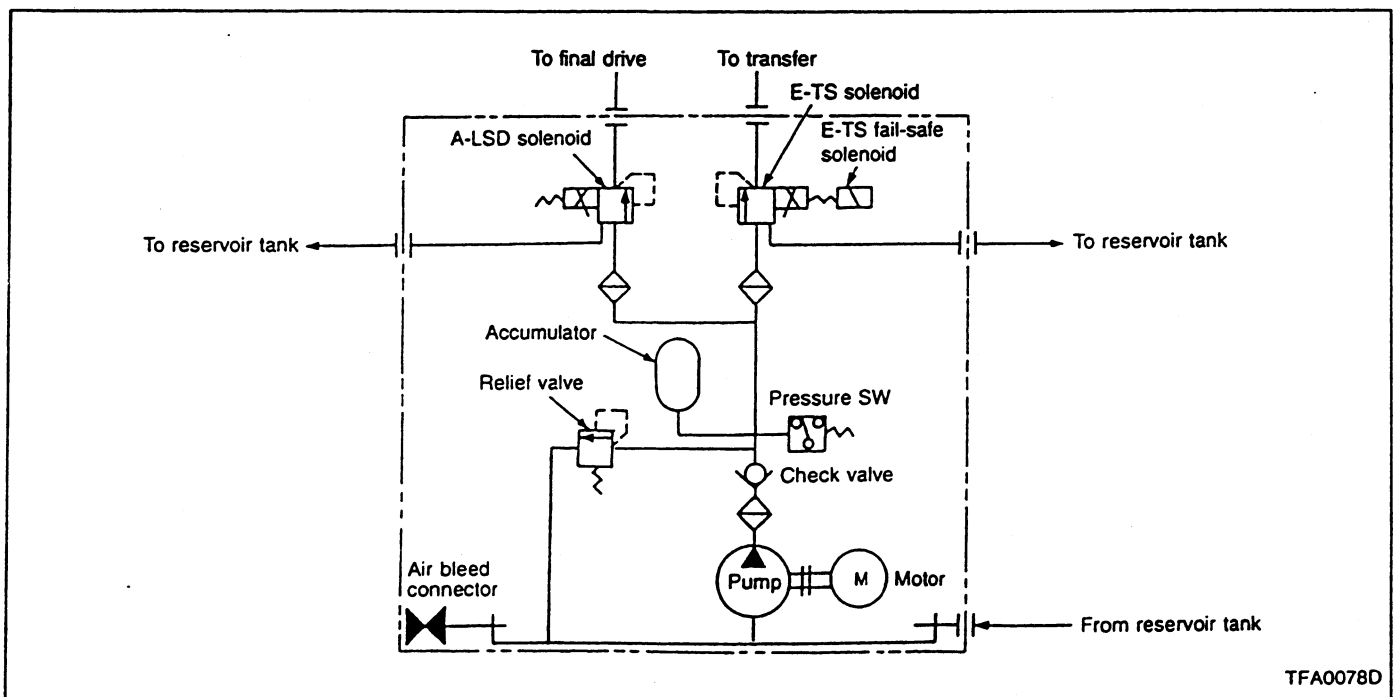 To final drive
To transfer
E-TS solenoid
A-LSD solenoid
E-TS fail-safe
solenoid
To reservoir tank
To reservoir tank
Accumulator
Relief valve
Pressure SW
Check valve
Air bleed
connector
Pump
M
Motor
From reservoir tank
TFA0078D